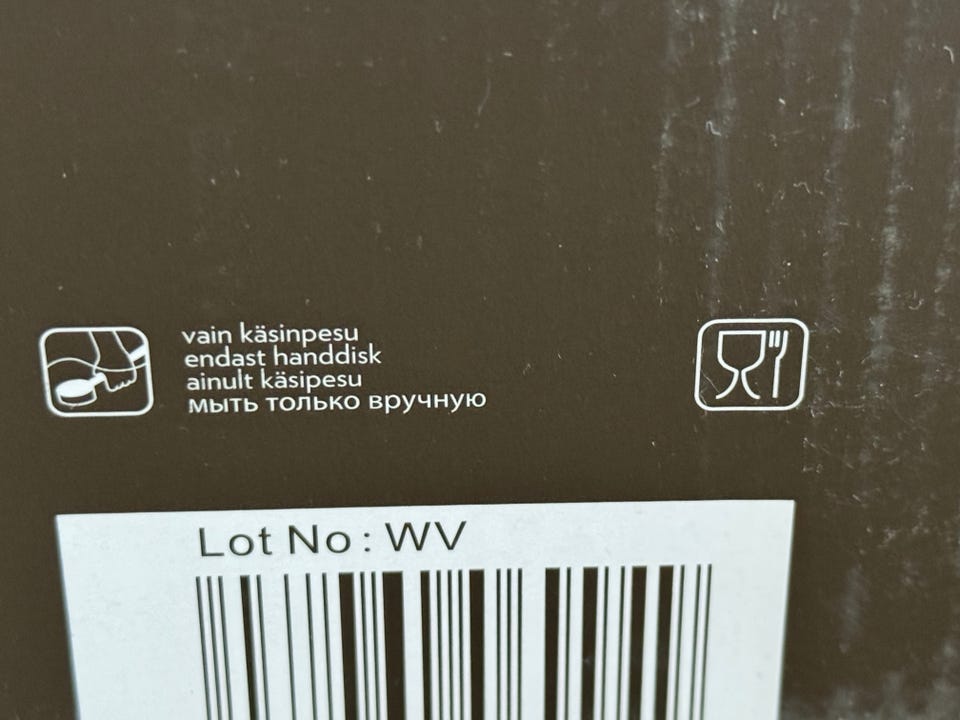 vain käsinpesu
endast handdisk
ainult käsipesu
мыть только вручную
Lot No: WV